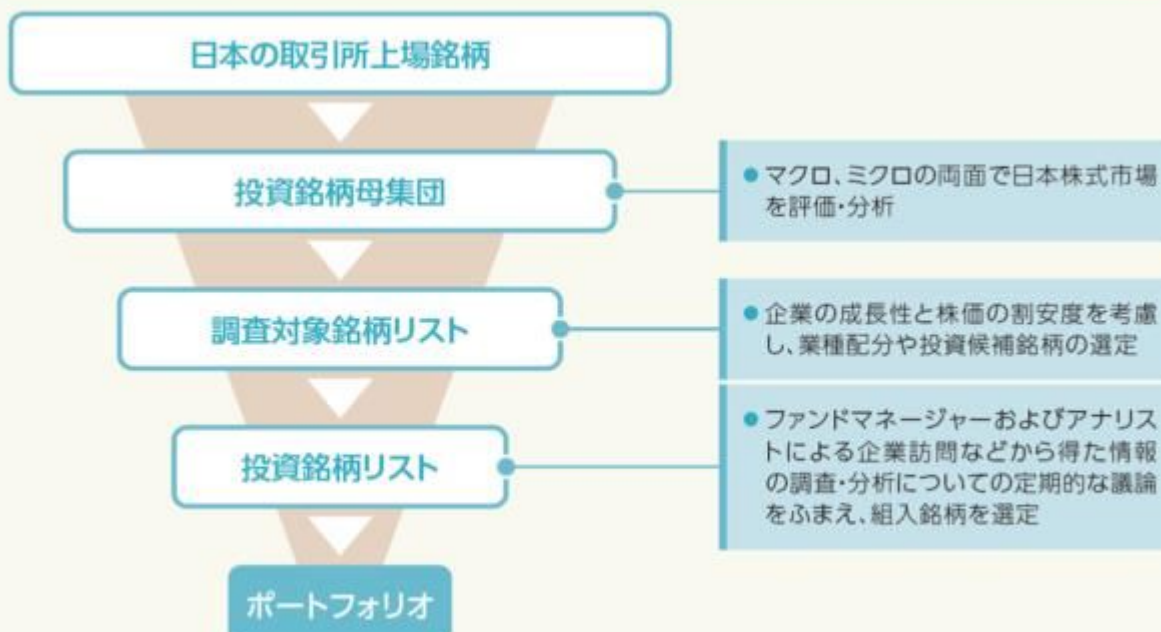 日本の取引所上場銘柄
投資銘柄母集団
●マクロ、ミクロの両面で日本株式市場
を評価・分析
調査対象銘柄リスト
●企業の成長性と株価の割安度を考慮
し、業種配分や投資候補銘柄の選定
投資銘柄リスト
●ファンドマネージャーおよびアナリス
トによる企業訪問などから得た情報
の調査・分析についての定期的な議論
をふまえ、組入銘柄を選定
ポートフォリオ